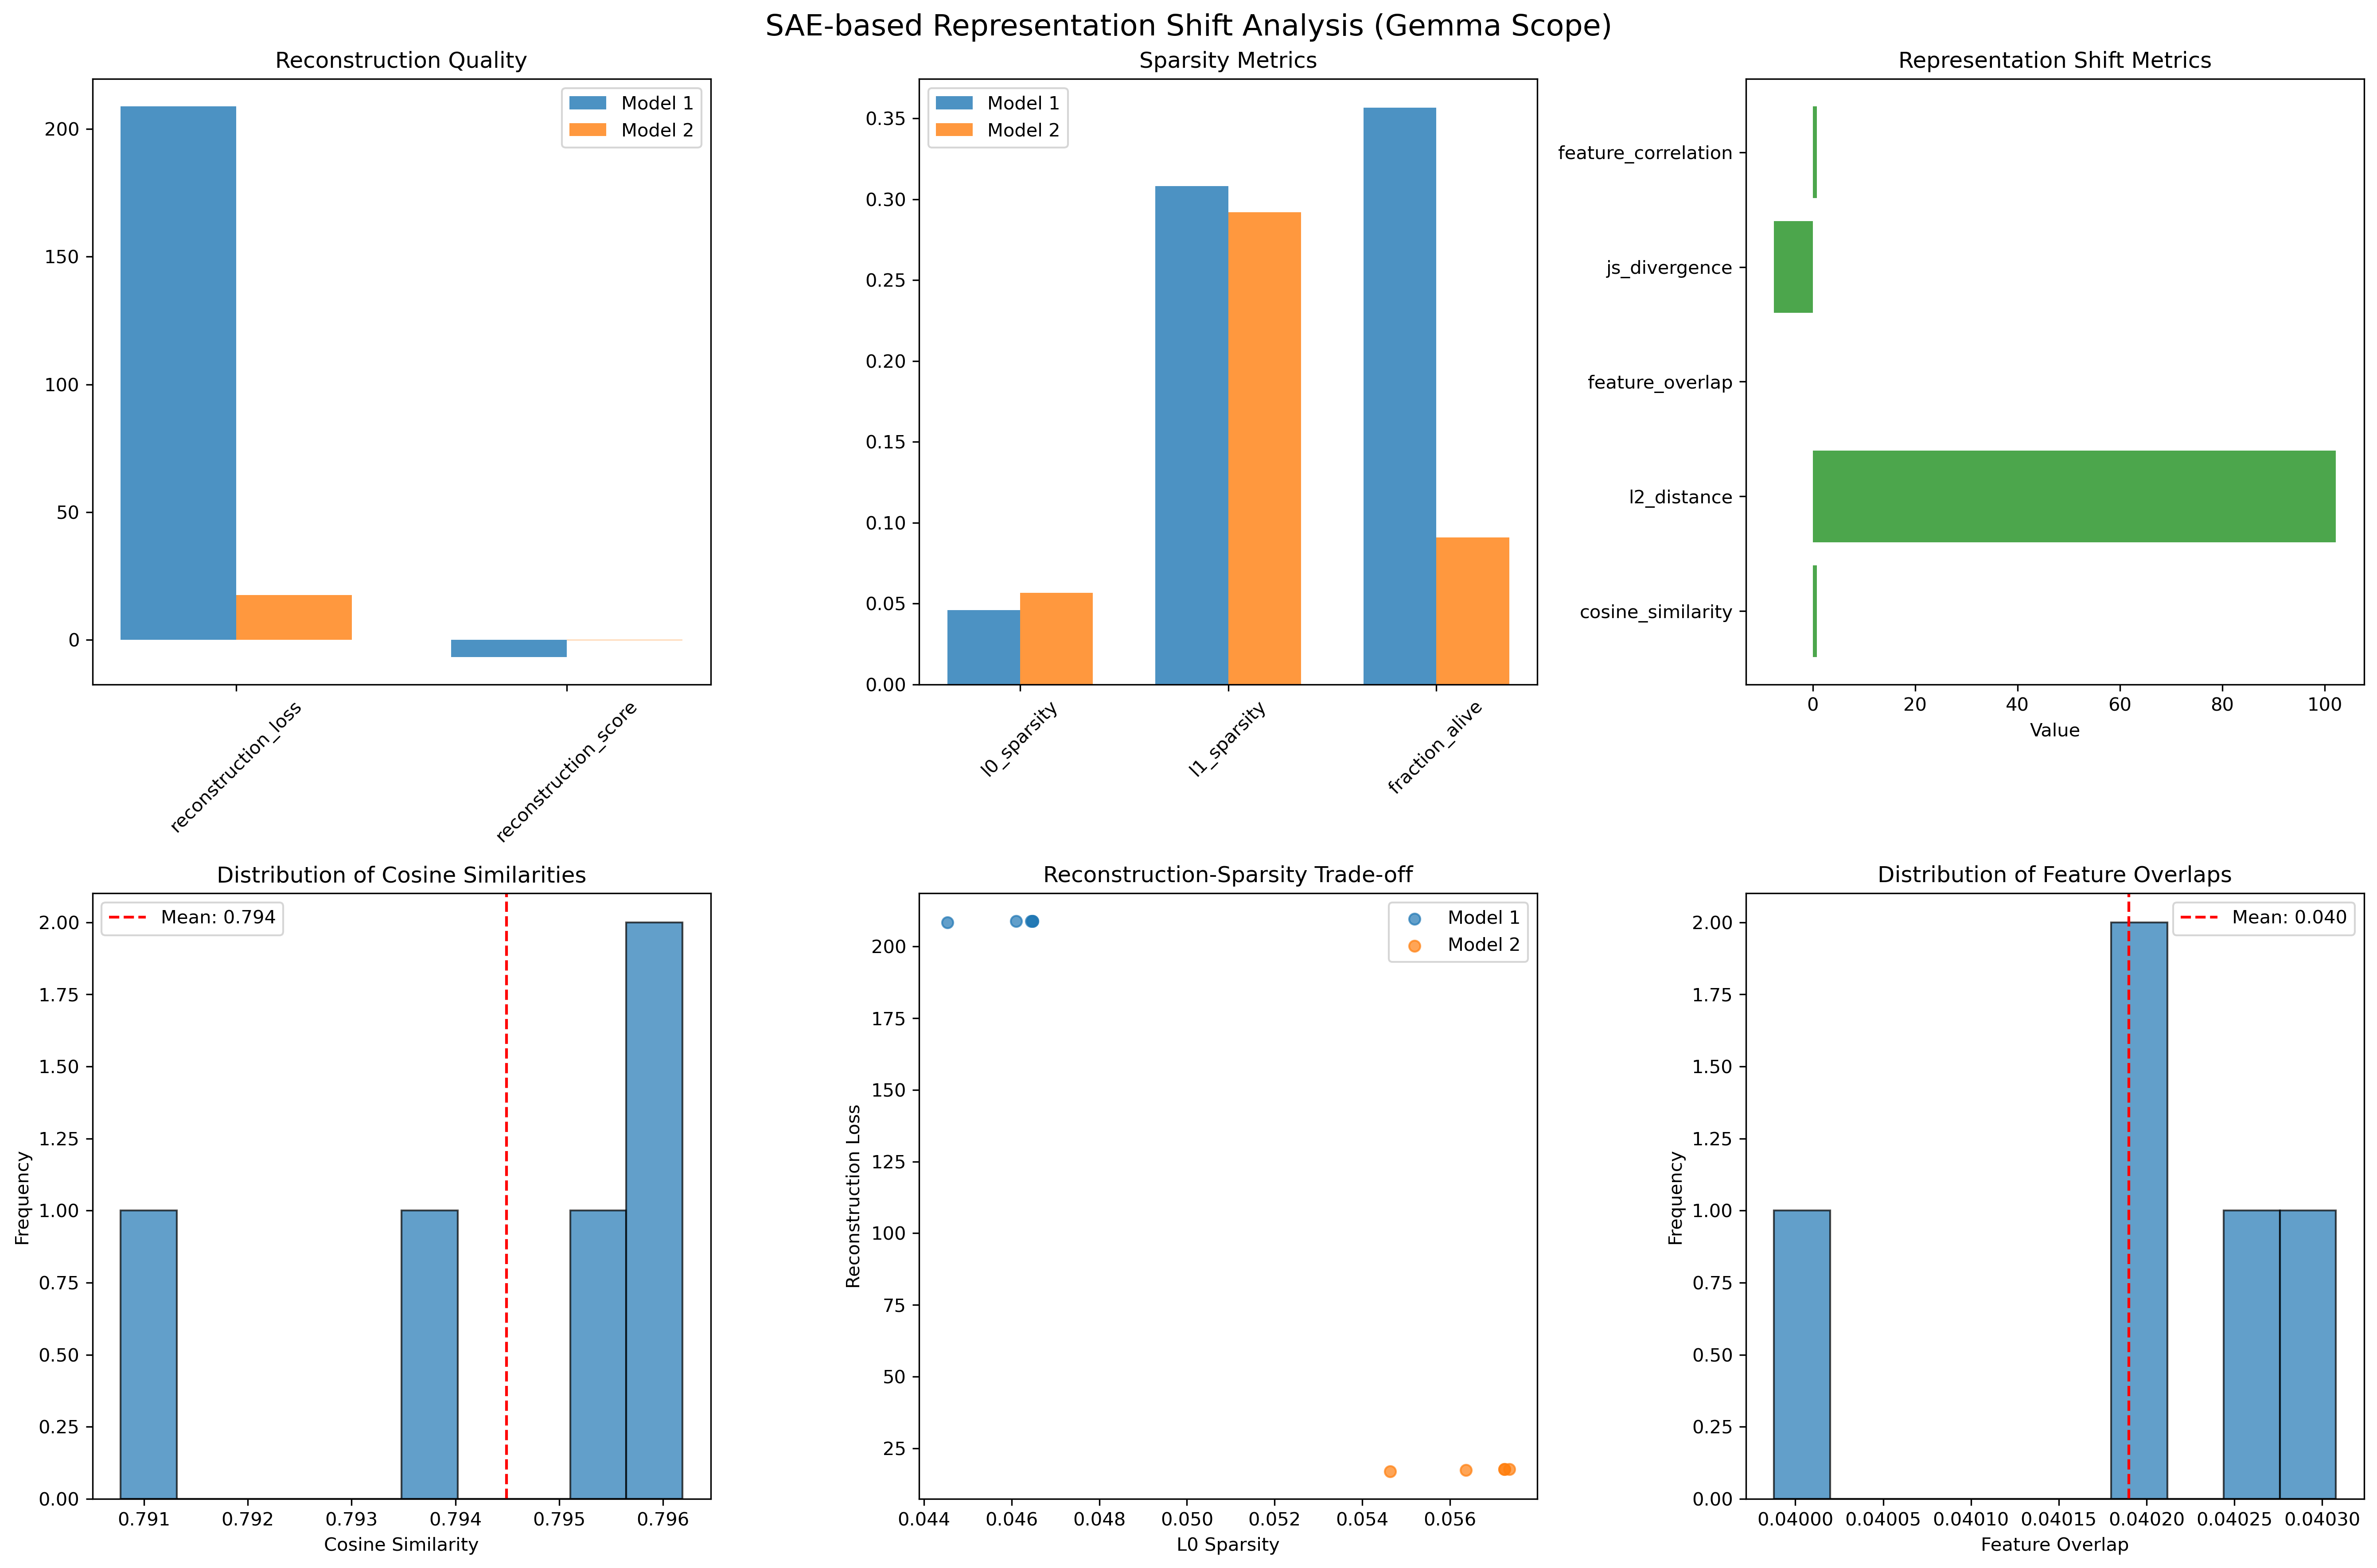 SAE-based Representation Shift Analysis (Gemma Scope)
Reconstruction Quality
Model 1
Model 2
200
150
100
50
0
reconstruction_loss
reconstruction_score
Sparsity Metrics
Model 1
Model 2
0.35
0.30
0.25
0.20
0.15
0.10
0.05
0.00
l0_sparsity
l1_sparsity
fraction_alive
Representation Shift Metrics
feature_correlation
js_divergence
feature_overlap
l2_distance
cosine_similarity
0 20 40 60 80 100
Value
Distribution of Cosine Similarities
Mean: 0.794
Frequency
2.00
1.75
1.50
1.25
1.00
0.75
0.50
0.25
0.00
0.791 0.792 0.793 0.794 0.795 0.796
Cosine Similarity
Reconstruction-Sparsity Trade-off
Model 1
Model 2
Reconstruction Loss
200
175
150
125
100
75
50
25
0.044 0.046 0.048 0.050 0.052 0.054 0.056
L0 Sparsity
Distribution of Feature Overlaps
Mean: 0.040
Frequency
2.00
1.75
1.50
1.25
1.00
0.75
0.50
0.25
0.00
0.04000 0.04005 0.04010 0.04015 0.04020 0.04025 0.04030
Feature Overlap